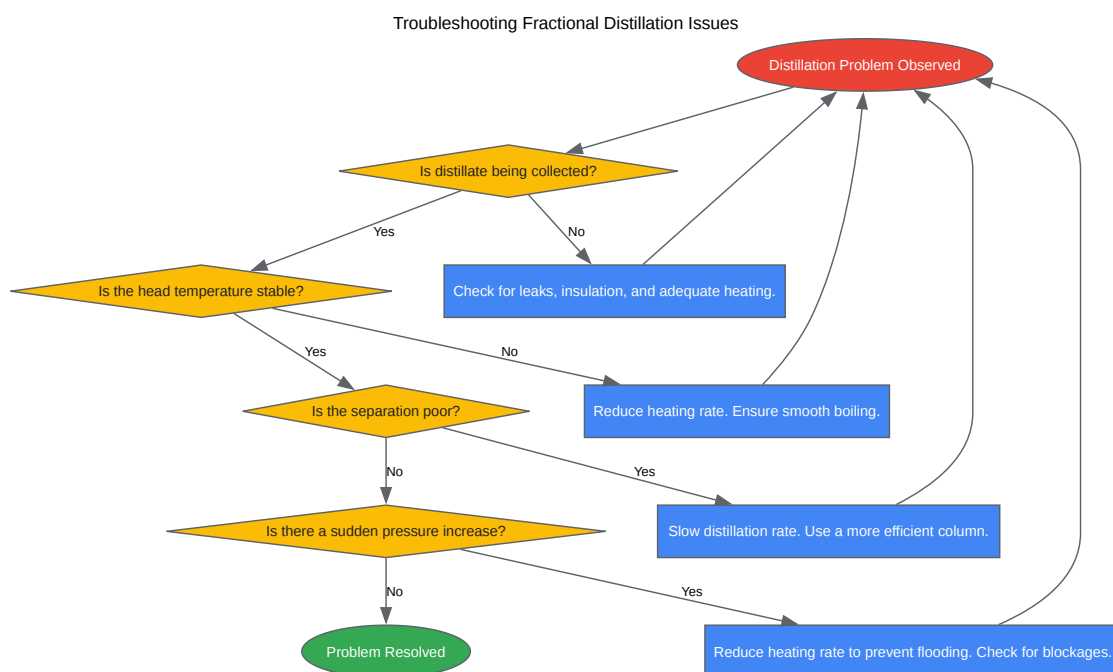 Troubleshooting Fractional Distillation Issues
Distillation Problem Observed
Is distillate being collected?
Yes
No
Is the head temperature stable?
Check for leaks, insulation, and adequate heating.
Yes
No
Is the separation poor?
Reduce heating rate. Ensure smooth boiling.
No
Yes
Is there a sudden pressure increase?
Slow distillation rate. Use a more efficient column.
No
Yes
Problem Resolved
Reduce heating rate to prevent flooding. Check for blockages.